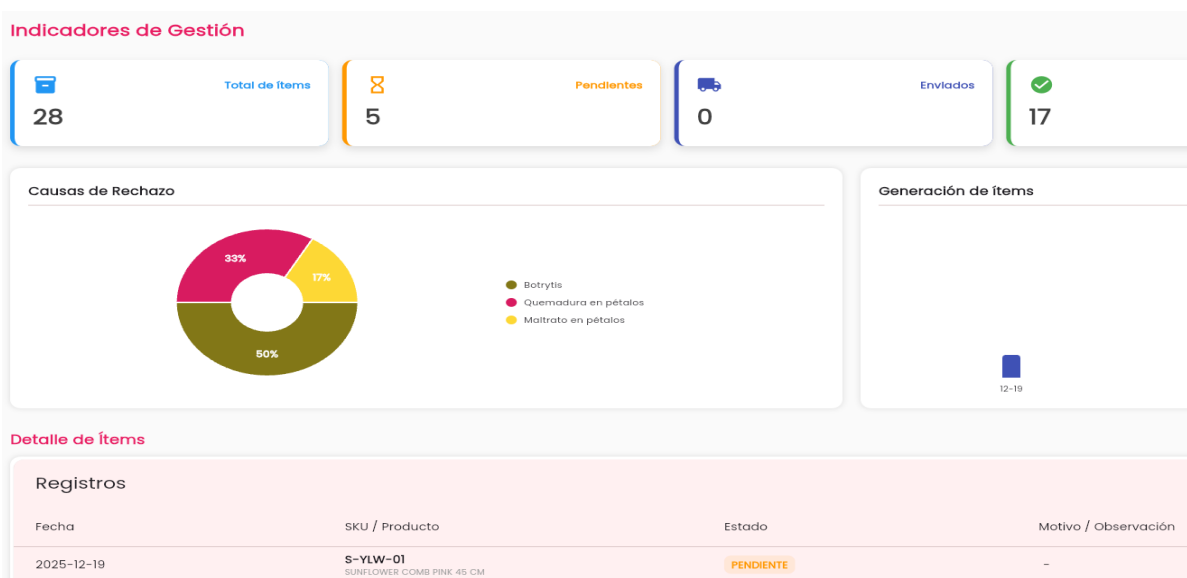 Indicadores de Gestión
Total de ítems
28
Pendientes
5
Enviados
0
17
Causas de Rechazo
33%
17%
50%
Botrytis
Quemadura en pétalos
Maltrato en pétalos
Generación de ítems
12-19
Detalle de Ítems
Registros
Fecha SKU / Producto Estado Motivo / Observación
2025-12-19 S-YLW-01 PENDIENTE -
SUNFLOWER COMB PINK 45 CM